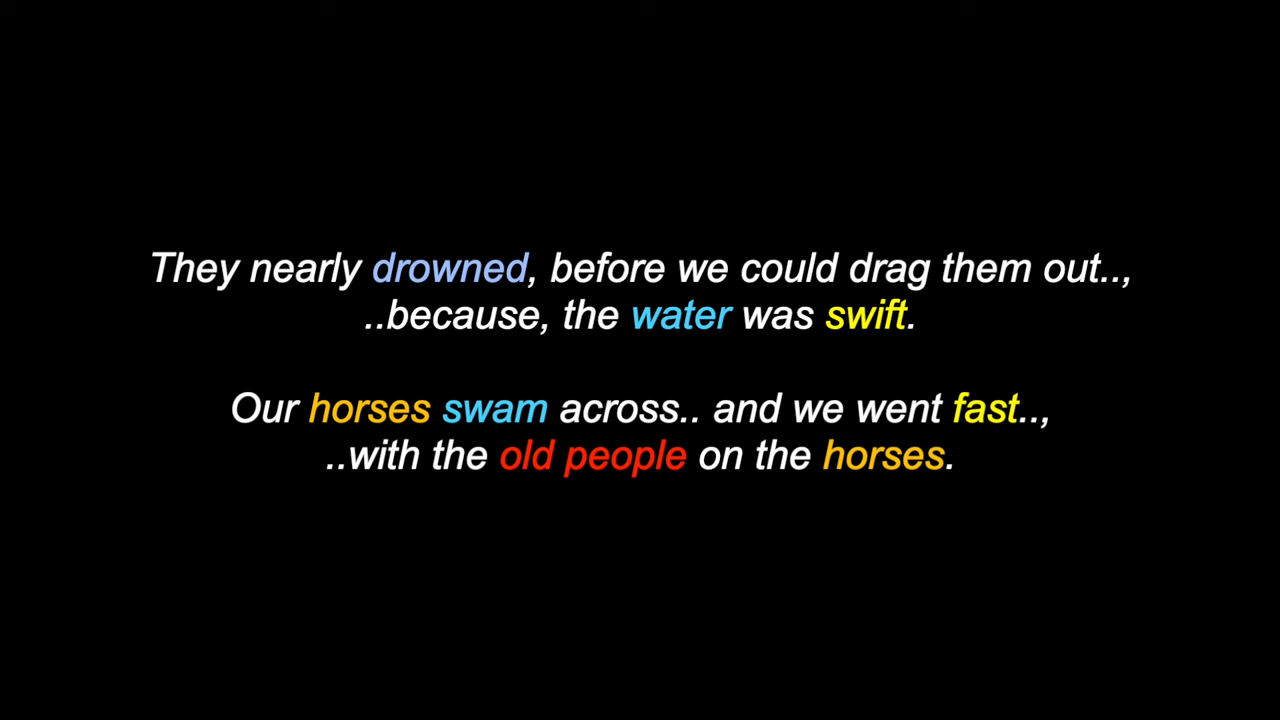 They nearly drowned, before we could drag them out..,
..because, the water was swift.
Our horses swam across.. and we went fast..,
..with the old people on the horses.